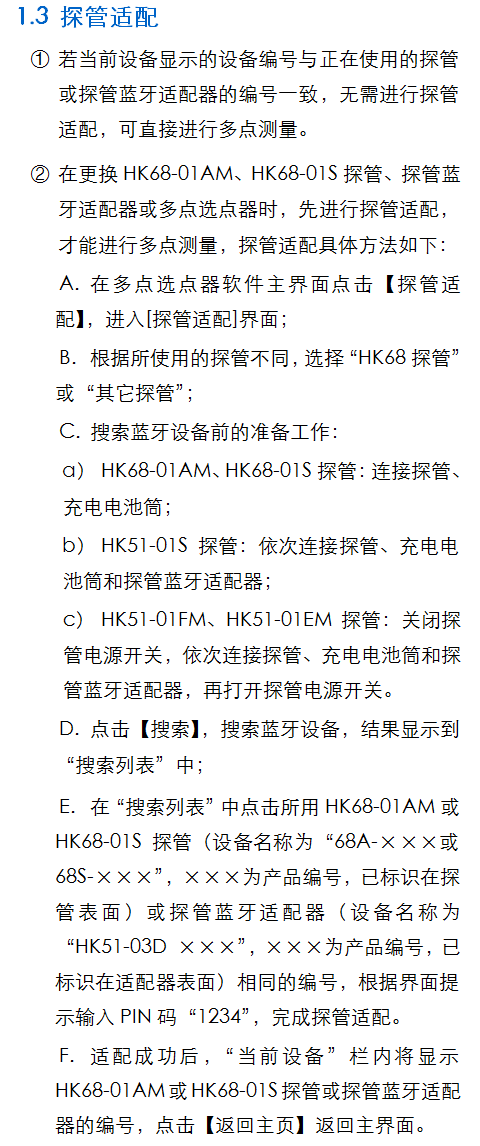 1.3 探管适配
① 若当前设备显示的设备编号与正在使用的探管
或探管蓝牙适配器的编号一致，无需进行探管
适配，可直接进行多点测量。
② 在更换 HK68-01AM、HK68-01S 探管、探管蓝
牙适配器或多点选点器时，先进行探管适配，
才能进行多点测量，探管适配具体方法如下：
A. 在多点选点器软件主界面点击【探管适
配】，进入[探管适配]界面；
B. 根据所使用的探管不同，选择“HK68 探管”
或“其它探管”；
C. 搜索蓝牙设备前的准备工作：
a） HK68-01AM、HK68-01S 探管：连接探管、
充电电池筒；
b） HK51-01S 探管：依次连接探管、充电电
池筒和探管蓝牙适配器；
c） HK51-01FM、HK51-01EM 探管：关闭探
管电源开关，依次连接探管、充电电池筒和探
管蓝牙适配器，再打开探管电源开关。
D. 点击【搜索】，搜索蓝牙设备，结果显示到
“搜索列表”中；
E. 在“搜索列表”中点击所用 HK68-01AM 或
HK68-01S 探管（设备名称为“68A-×××或
68S-×××”，×××为产品编号，已标识在探
管表面）或探管蓝牙适配器（设备名称为
“HK51-03D ×××”，×××为产品编号，已
标识在适配器表面）相同的编号，根据界面提
示输入 PIN 码“1234”，完成探管适配。
F. 适配成功后，“当前设备”栏内将显示
HK68-01AM 或 HK68-01S 探管或探管蓝牙适配
器的编号，点击【返回主页】返回主界面。